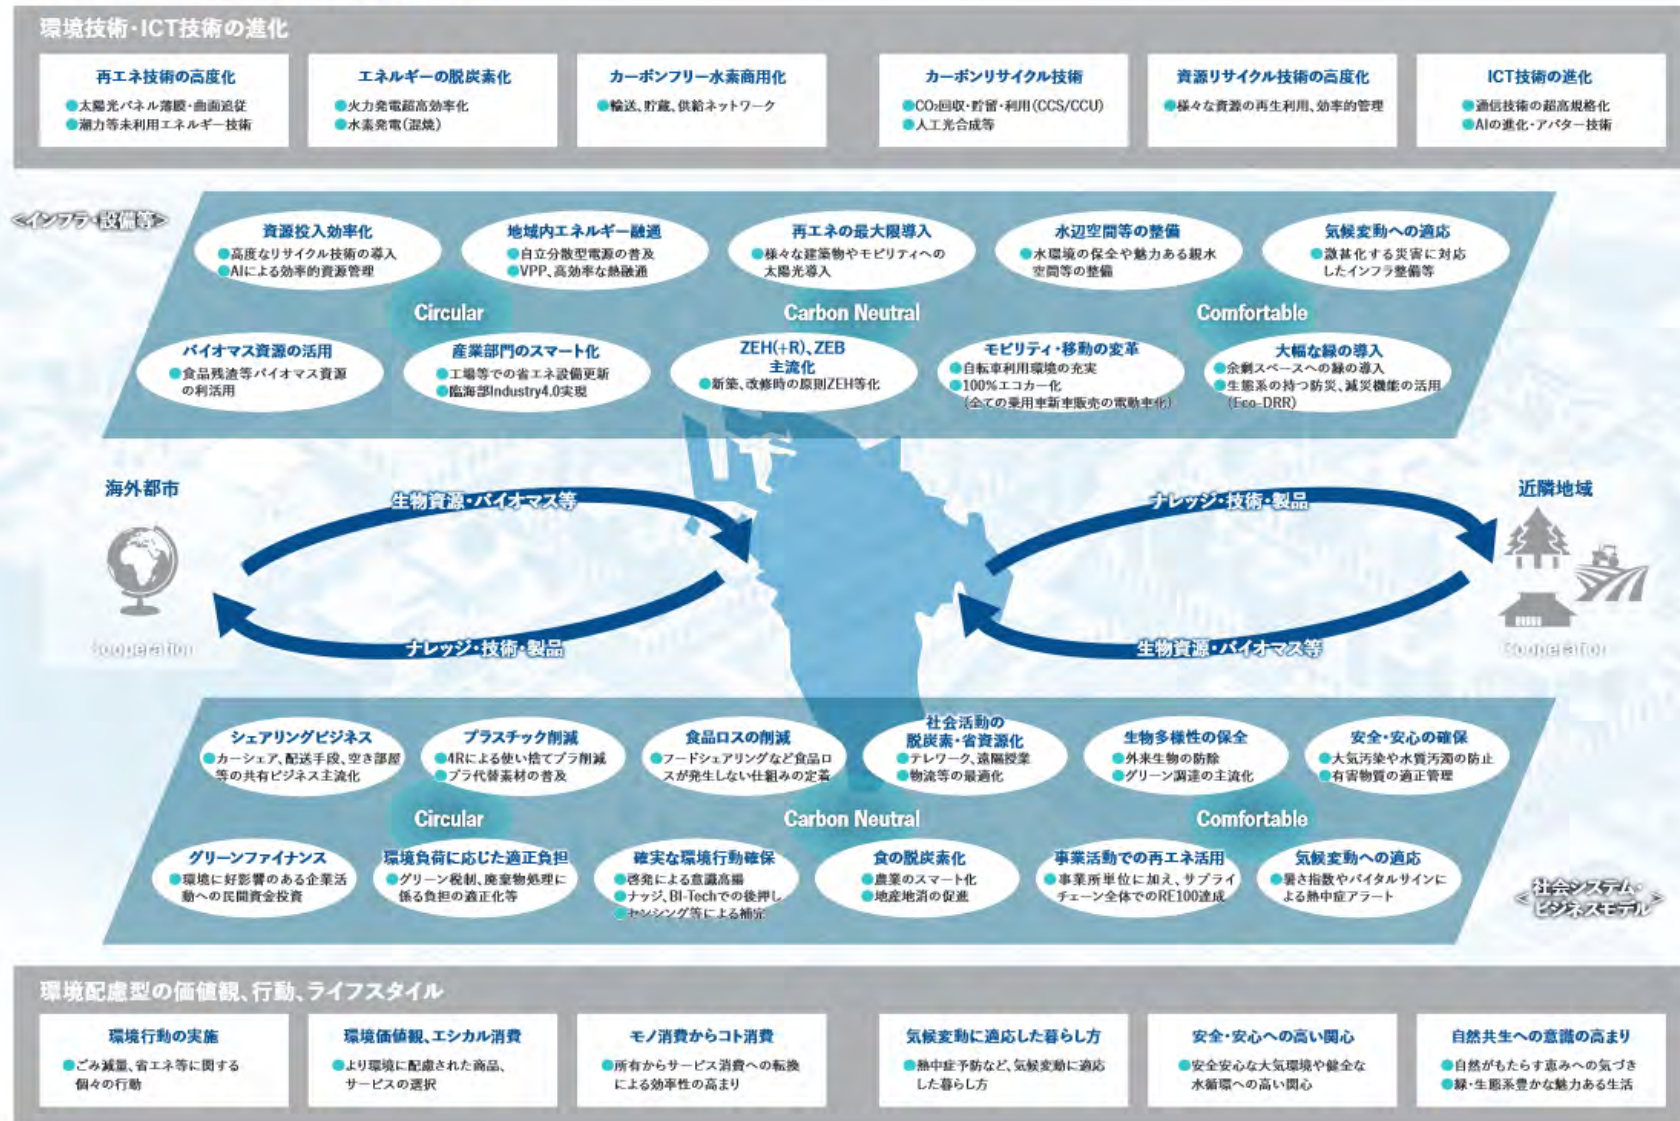 環境技術・ICT技術の進化
再エネ技術の高度化
●太陽光パネル薄膜・曲面追従
●潮力等未利用エネルギー技術
エネルギーの脱炭素化
●火力発電超高効率化
●水素発電(混焼)
カーボンフリー水素商用化
●輸送、貯蔵、供給ネットワーク
カーボンリサイクル技術
●CO₂回収・貯留・利用(CCS/CCU)
●人工光合成等
資源リサイクル技術の高度化
●様々な資源の再生利用、効率的管理
ICT技術の進化
●通信技術の超高規格化
●AIの進化・アバター技術
<インフラ・設備等>
資源投入効率化
●高度なリサイクル技術の導入
●AIによる効率的資源管理
地域内エネルギー融通
●自立分散型電源の普及
●VPP、高効率な熱融通
再エネの最大限導入
●様々な建築物やモビリティへの
太陽光導入
水辺空間等の整備
●水環境の保全や魅力ある親水
空間等の整備
気候変動への適応
●激甚化する災害に対応
したインフラ整備等
Circular
Carbon Neutral
Comfortable
バイオマス資源の活用
●食品残渣等バイオマス資源
の利活用
産業部門のスマート化
●工場等での省エネ設備更新
●臨海部Industry4.0実現
ZEH(+R)、ZEB
主流化
●新築、改修時の原則ZEH等化
モビリティ・移動の変革
●自転車利用環境の充実
●100%エコカー化
(全ての乗用車新車販売の電動車化)
大幅な緑の導入
●余剰スペースへの緑の導入
●生態系の持つ防災、減災機能の活用
(Eco-DRR)
海外都市
Cooperation
生物資源・バイオマス等
ナレッジ・技術・製品
ナレッジ・技術・製品
生物資源・バイオマス等
近隣地域
Cooperation
シェアリングビジネス
●カーシェア、配送手段、空き部屋
等の共有ビジネス主流化
プラスチック削減
●4Rによる使い捨てプラ削減
●プラ代替素材の普及
食品ロスの削減
●フードシェアリングなど食品ロ
スが発生しない仕組みの定着
社会活動の
脱炭素・省資源化
●テレワーク、遠隔授業
●物流等の最適化
生物多様性の保全
●外来生物の防除
●グリーン調達の主流化
安全・安心の確保
●大気汚染や水質汚濁の防止
●有害物質の適正管理
Circular
Carbon Neutral
Comfortable
グリーンファイナンス
●環境に好影響のある企業活
動への民間資金投資
環境負荷に応じた適正負担
●グリーン税制、廃棄物処理に
係る負担の適正化等
確実な環境行動確保
●啓発による意識高揚
●ナッジ、BI-Techでの後押し
●センシング等による補完
食の脱炭素化
●農業のスマート化
●地産地消の促進
事業活動での再エネ活用
●事業所単位に加え、サプライ
チェーン全体でのRE100達成
気候変動への適応
●暑さ指数やバイタルサインに
よる熱中症アラート
<社会システム・
ビジネスモデル>
環境配慮型の価値観、行動、ライフスタイル
環境行動の実施
●ごみ減量、省エネ等に関する
個々の行動
環境価値観、エシカル消費
●より環境に配慮された商品、
サービスの選択
モノ消費からコト消費
●所有からサービス消費への転換
による効率性の高まり
気候変動に適応した暮らし方
●熱中症予防など、気候変動に適応
した暮らし方
安全・安心への高い関心
●安全安心な大気環境や健全な
水循環への高い関心
自然共生への意識の高まり
●自然がもたらす恵みへの気づき
●緑・生態系豊かな魅力ある生活